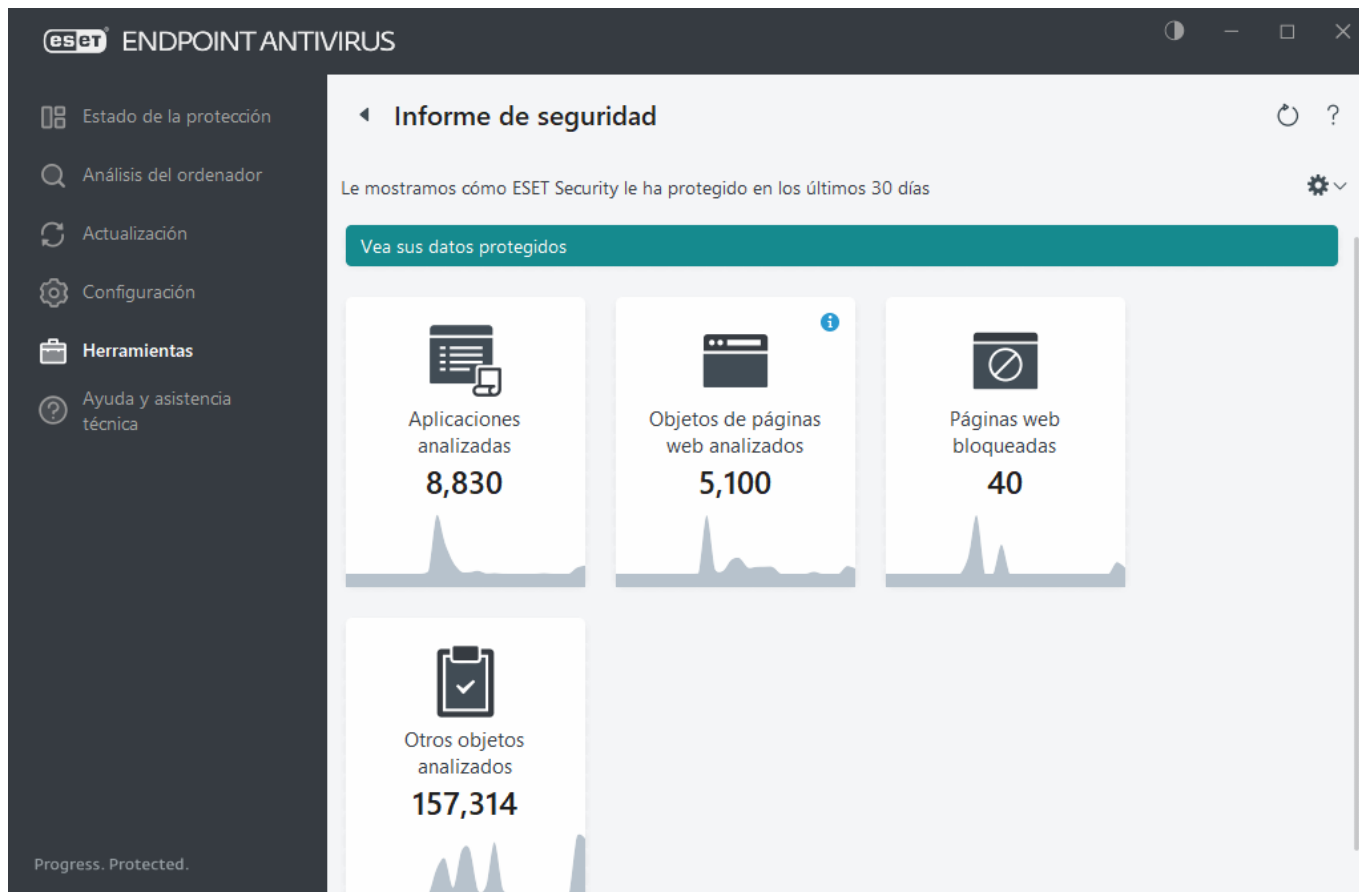 eset ENDPOINT ANTIVIRUS
Estado de la protección
Análisis del ordenador
Actualización
Configuración
Herramientas
Ayuda y asistencia
técnica
Progress. Protected.
Informe de seguridad
?
Le mostramos cómo ESET Security le ha protegido en los últimos 30 días
Vea sus datos protegidos
Aplicaciones
analizadas
8,830
Objetos de páginas
web analizados
5,100
Páginas web
bloqueadas
40
Otros objetos
analizados
157,314